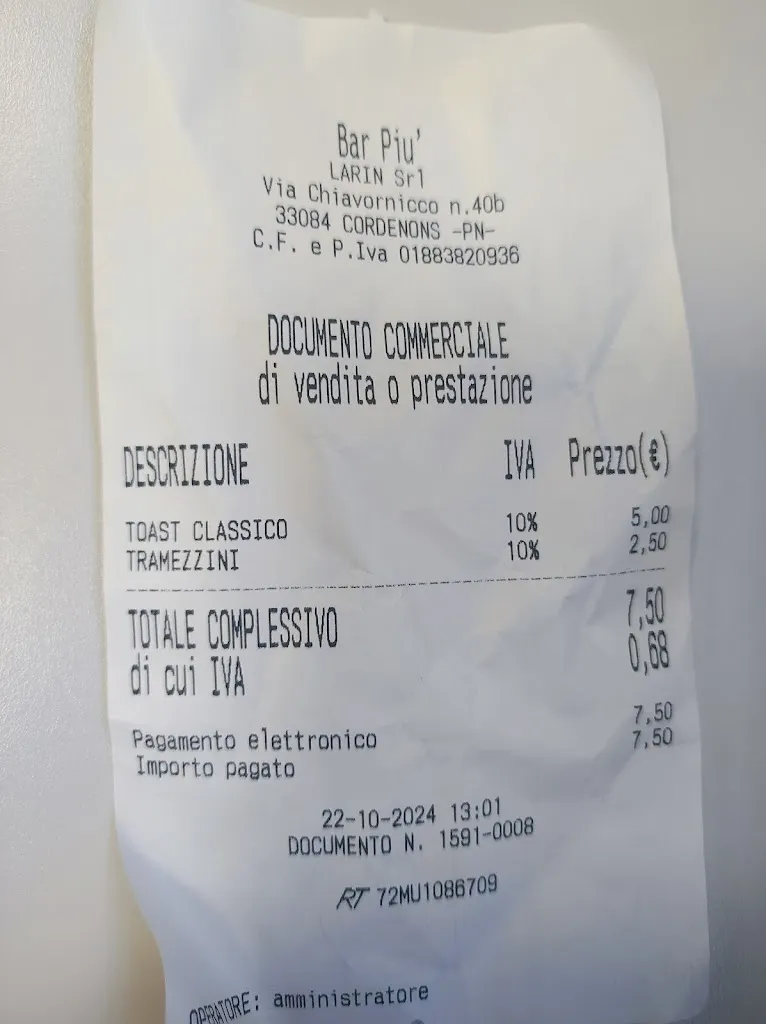 Bar Piu'
LARIN Srl
Via Chiavornicco n.40b
33084 CORDENONS -PN-
C.F. e P.Iva 01883820936
DOCUMENTO COMMERCIALE
di vendita o prestazione
DESCRIZIONE IVA Prezzo(€)
TOAST CLASSICO 10% 5,00
TRAMEZZINI 10% 2,50
TOTALE COMPLESSIVO 7,50
di cui IVA 0,68
Pagamento elettronico 7,50
Importo pagato 7,50
22-10-2024 13:01
DOCUMENTO N. 1591-0008
RT 72MU1086709
OPERATORE: amministratore